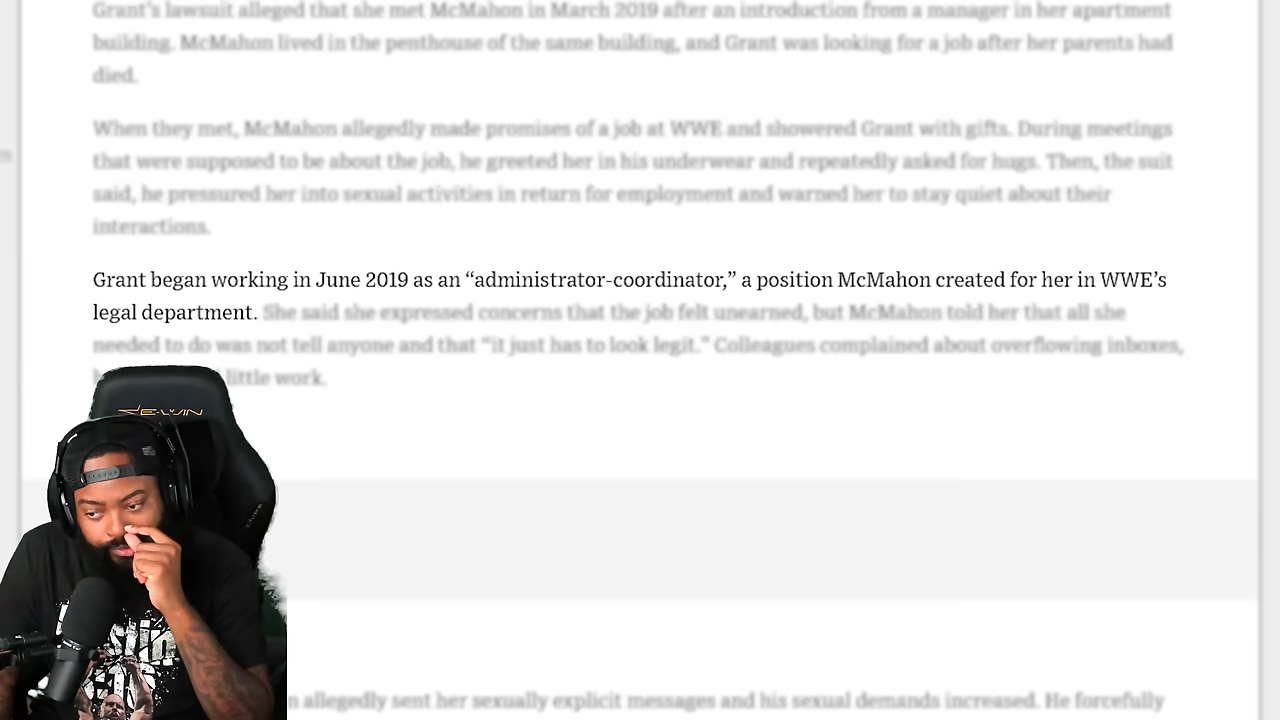 Grant’s lawsuit alleged that she met McMahon in March 2019 after an introduction from a manager in her apartment
building. McMahon lived in the penthouse of the same building, and Grant was looking for a job after her parents had
died.
When they met, McMahon allegedly made promises of a job at WWE and showered Grant with gifts. During meetings
that were supposed to be about the job, he greeted her in his underwear and repeatedly asked for hugs. Then, the suit
said, he pressured her into sexual activities in return for employment and warned her to stay quiet about their
interactions.
Grant began working in June 2019 as an “administrator-coordinator,” a position McMahon created for her in WWE’s
legal department. She said she expressed concerns that the job felt unearned, but McMahon told her that all she
needed to do was not tell anyone and that “it just has to look legit.” Colleagues complained about overflowing inboxes,
little work.
allegedly sent her sexually explicit messages and his sexual demands increased. He forcefully